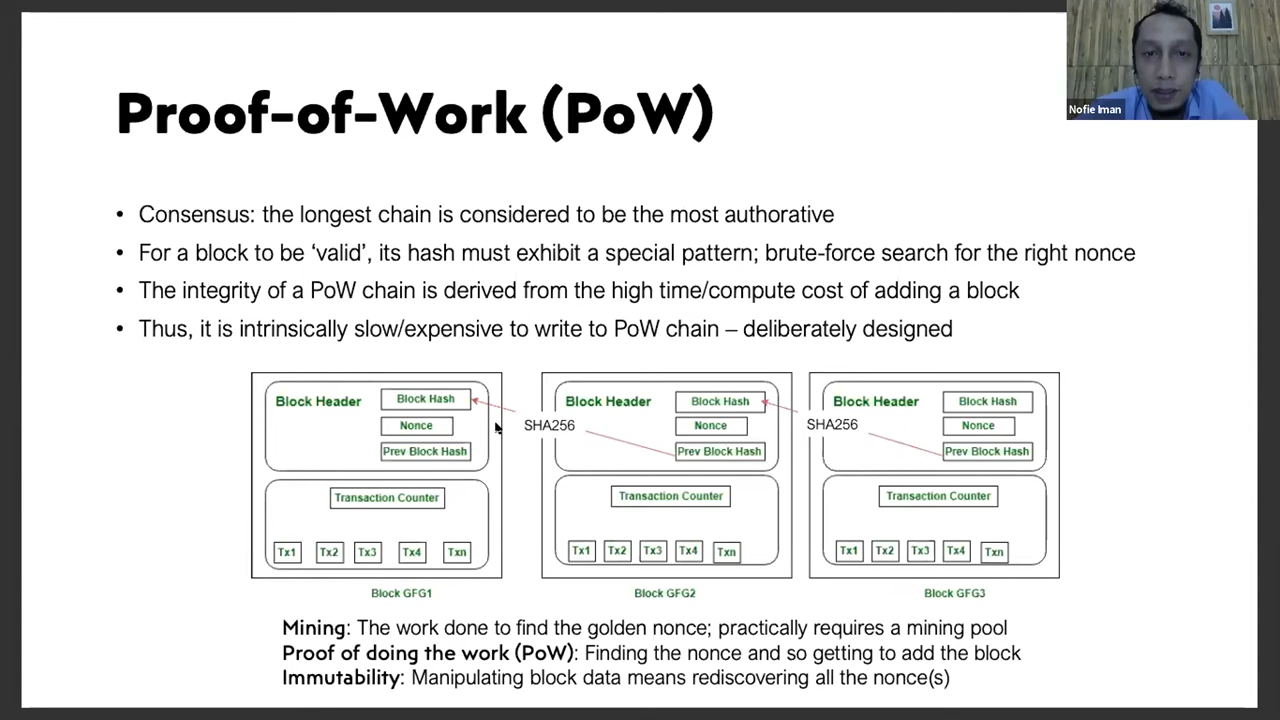 Nofie Iman
Proof-of-Work (PoW)
• Consensus: the longest chain is considered to be the most authorative
• For a block to be ‘valid’, its hash must exhibit a special pattern; brute-force search for the right nonce
• The integrity of a PoW chain is derived from the high time/compute cost of adding a block
• Thus, it is intrinsically slow/expensive to write to PoW chain – deliberately designed
Block Header
Block Hash
Nonce
Prev Block Hash
Transaction Counter
Tx1 Tx2 Tx3 Tx4 Txn
Block GFG1
SHA256
Block Header
Block Hash
Nonce
Prev Block Hash
Transaction Counter
Tx1 Tx2 Tx3 Tx4 Txn
Block GFG2
SHA256
Block Header
Block Hash
Nonce
Prev Block Hash
Transaction Counter
Tx1 Tx2 Tx3 Tx4 Txn
Block GFG3
Mining: The work done to find the golden nonce; practically requires a mining pool
Proof of doing the work (PoW): Finding the nonce and so getting to add the block
Immutability: Manipulating block data means rediscovering all the nonce(s)